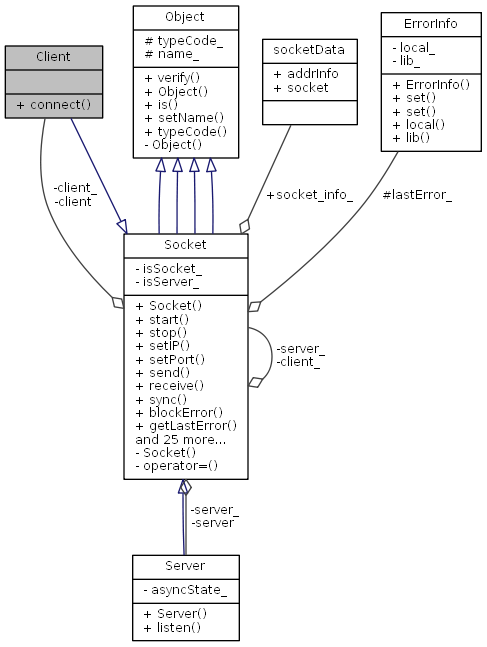 Client
+ connect()
Object
# typeCode_
# name_
+ verify()
+ Object()
+ is()
+ setName()
+ typeCode()
- Object()
socketData
+ addrInfo
+ socket
ErrorInfo
- local_
- lib_
+ ErrorInfo()
+ set()
+ set()
+ local()
+ lib()
-client_
-client
+socket_info_
#lastError_
Socket
- isSocket_
- isServer_
+ Socket()
+ start()
+ stop()
+ setIP()
+ setPort()
+ send()
+ receive()
+ sync()
+ blockError()
+ getLastError()
and 25 more...
- Socket()
- operator=()
-server_
-client_
-server_
-server
Server
- asyncState_
+ Server()
+ listen()